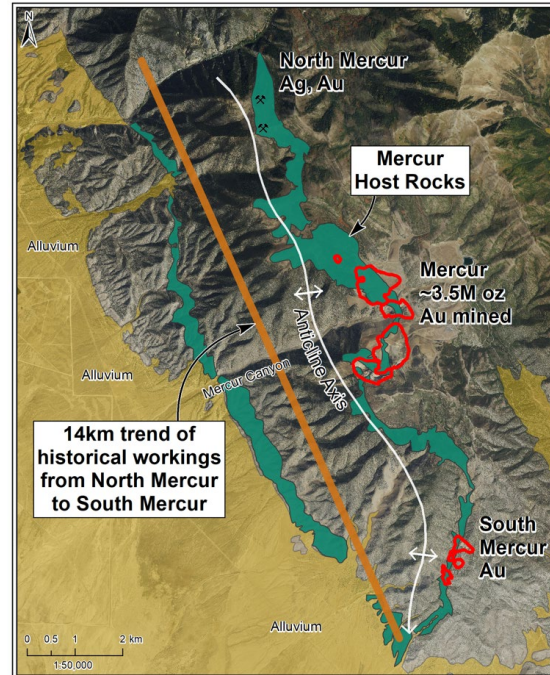 N
North Mercur
Ag, Au
Mercur
Host Rocks
Alluvium
Mercur
~3.5M oz
Au mined
Anticline Axis
Alluvium
Mercur Canyon
14km trend of
historical workings
from North Mercur
to South Mercur
South
Mercur
Au
Alluvium
0 0.5 1 2 km
1:50,000